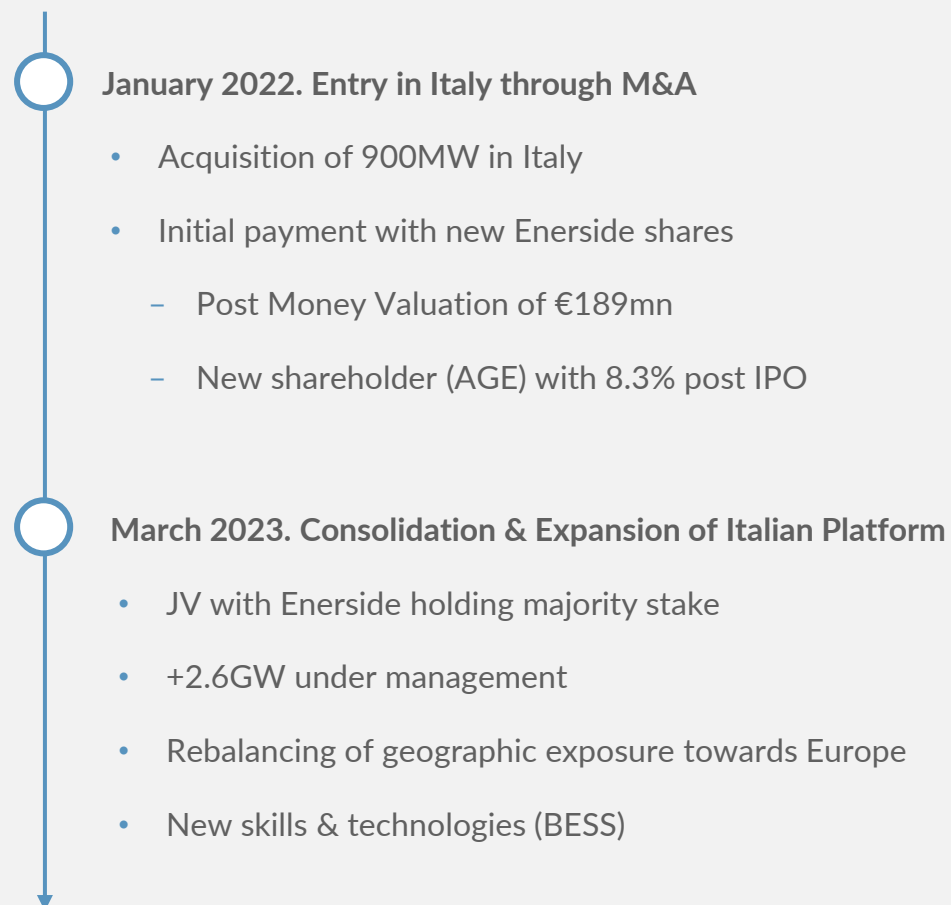 January 2022. Entry in Italy through M&A
• Acquisition of 900MW in Italy
• Initial payment with new Enerside shares
– Post Money Valuation of €189mn
– New shareholder (AGE) with 8.3% post IPO
March 2023. Consolidation & Expansion of Italian Platform
• JV with Enerside holding majority stake
• +2.6GW under management
• Rebalancing of geographic exposure towards Europe
• New skills & technologies (BESS)